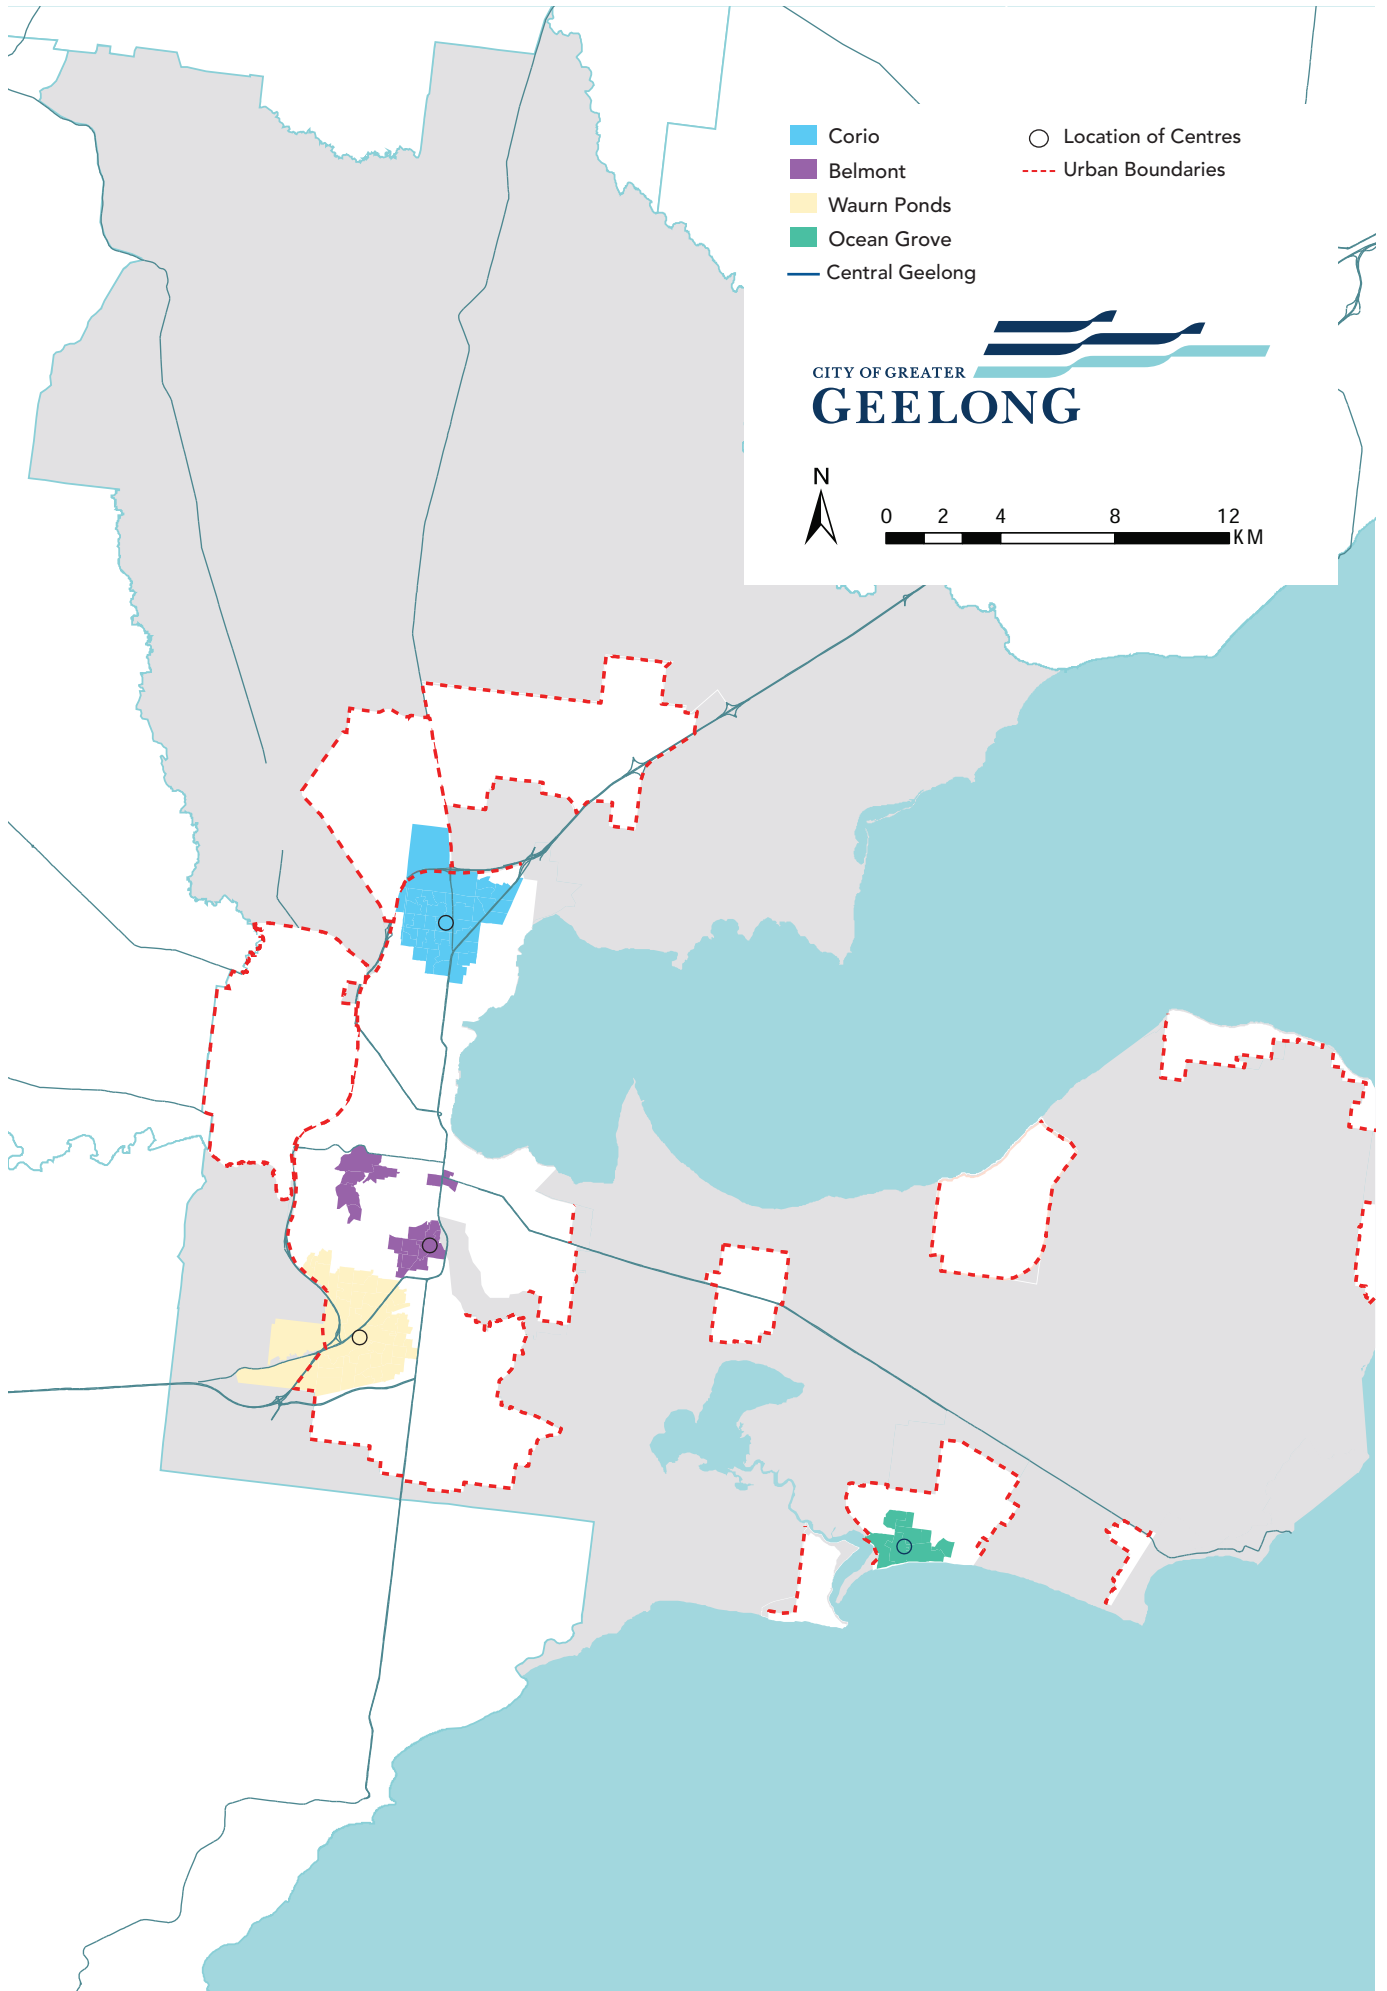 Corio
Belmont
Waurn Ponds
Ocean Grove
Central Geelong
Location of Centres
Urban Boundaries
CITY OF GREATER
GEELONG
N
0 2 4 8 12
KM